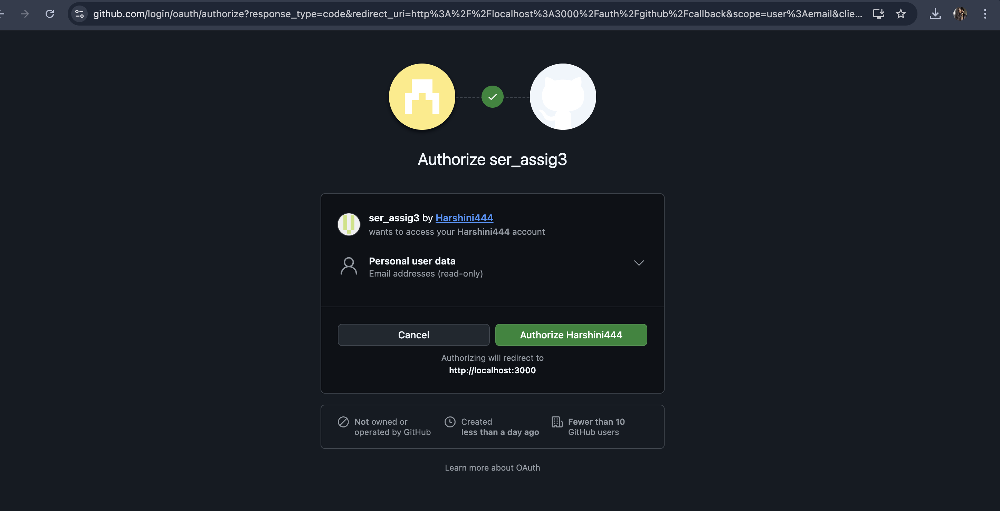 github.com/login/oauth/authorize?response_type=code&redirect_uri=http%3A%2F%2Flocalhost%3A3000%2Fauth%2Fgithub%2Fcallback&scope=user%3Aemail&clie...
Authorize ser_assig3
ser_assig3 by Harshini444
wants to access your Harshini444 account
Personal user data
Email addresses (read-only)
Cancel
Authorize Harshini444
Authorizing will redirect to
http://localhost:3000
Not owned or
operated by GitHub
Created
less than a day ago
Fewer than 10
GitHub users
Learn more about OAuth